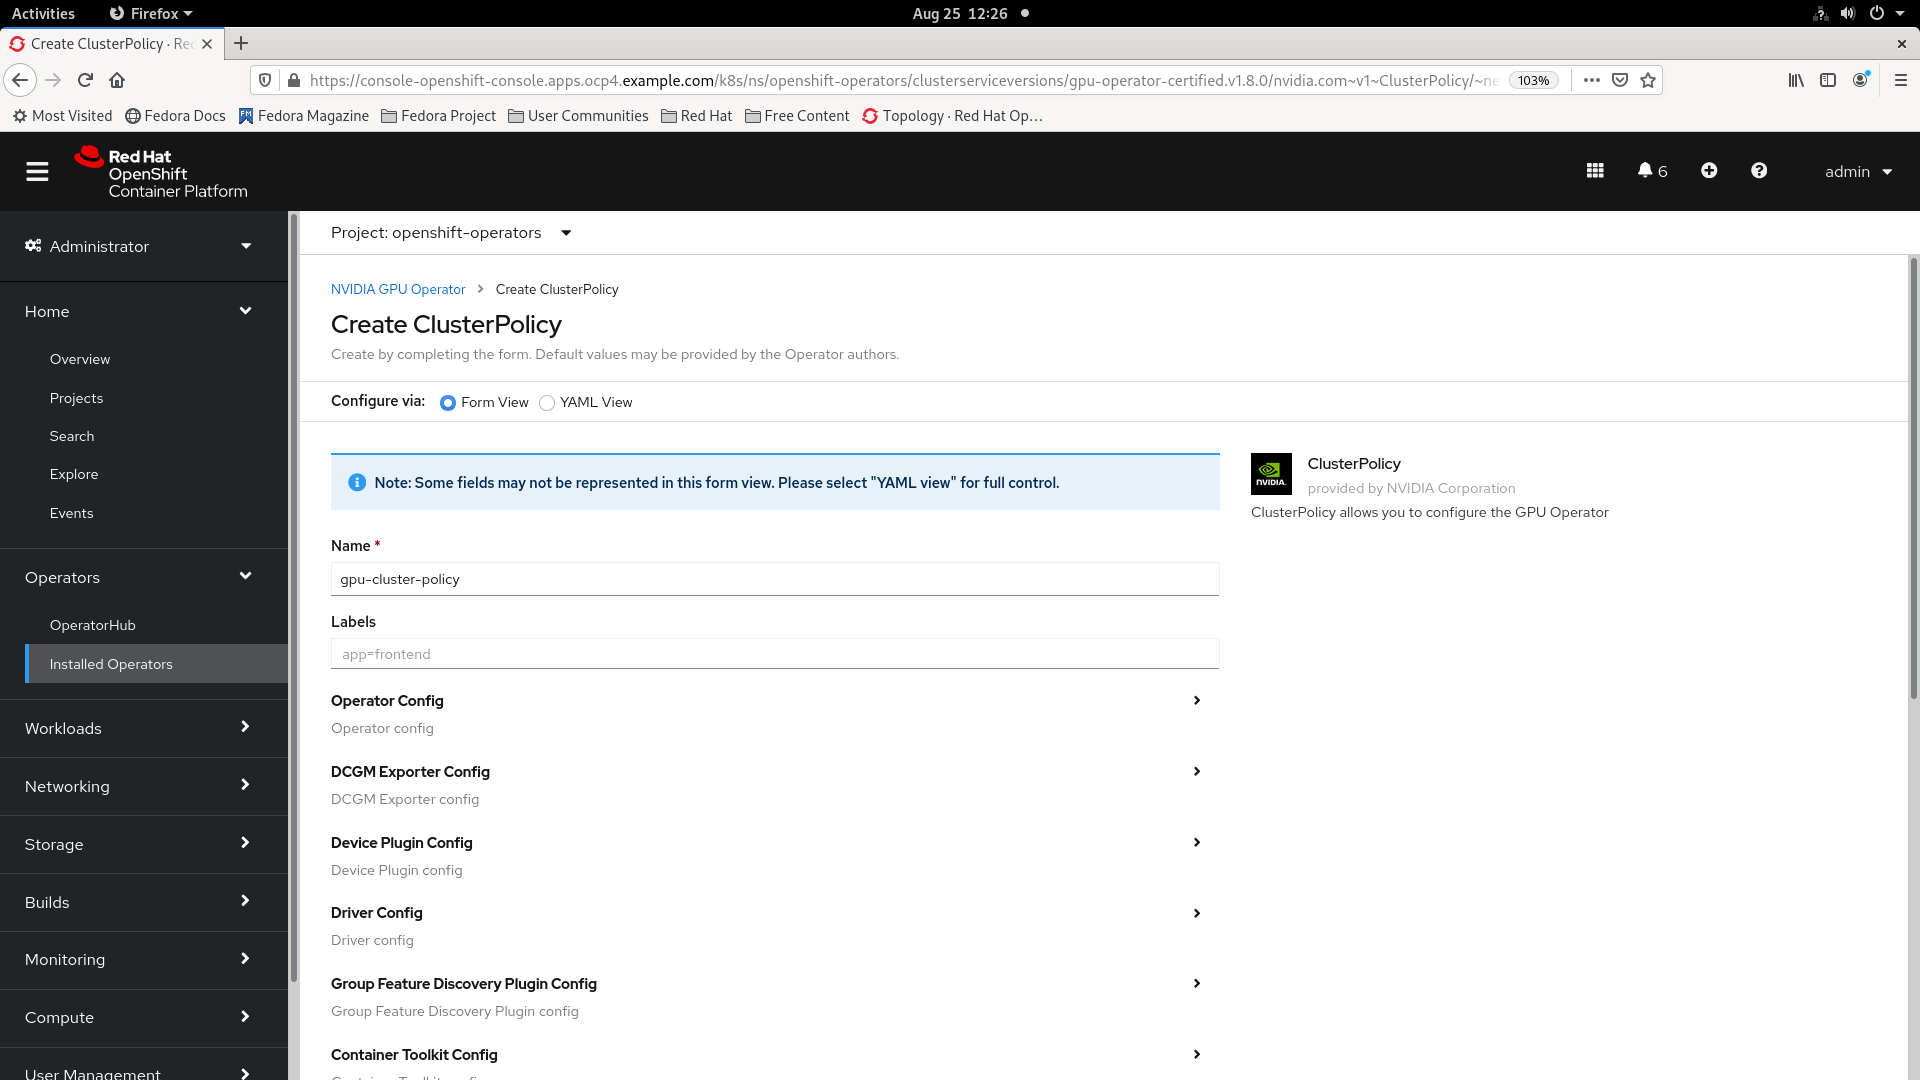 Activities
Firefox
Aug 25 12:26
Create ClusterPolicy · Red
https://console-openshift-console.apps.ocp4.example.com/k8s/ns/openshift-operators/clusterserviceversions/gpu-operator-certified.v1.8.0/nvidia.com~v1~ClusterPolicy/~ne
103%
Most Visited
Fedora Docs
Fedora Magazine
Fedora Project
User Communities
Red Hat
Free Content
Topology · Red Hat Op…
Red Hat
OpenShift
Container Platform
6
admin
Administrator
Home
Overview
Projects
Search
Explore
Events
Operators
OperatorHub
Installed Operators
Workloads
Networking
Storage
Builds
Monitoring
Compute
User Management
Project: openshift-operators
NVIDIA GPU Operator
Create ClusterPolicy
Create ClusterPolicy
Create by completing the form. Default values may be provided by the Operator authors.
Configure via:
Form View
YAML View
Note: Some fields may not be represented in this form view. Please select "YAML view" for full control.
Name *
gpu-cluster-policy
Labels
app=frontend
Operator Config
Operator config
DCGM Exporter Config
DCGM Exporter config
Device Plugin Config
Device Plugin config
Driver Config
Driver config
Group Feature Discovery Plugin Config
Group Feature Discovery Plugin config
Container Toolkit Config
Container Toolkit config
NVIDIA.
ClusterPolicy
provided by NVIDIA Corporation
ClusterPolicy allows you to configure the GPU Operator